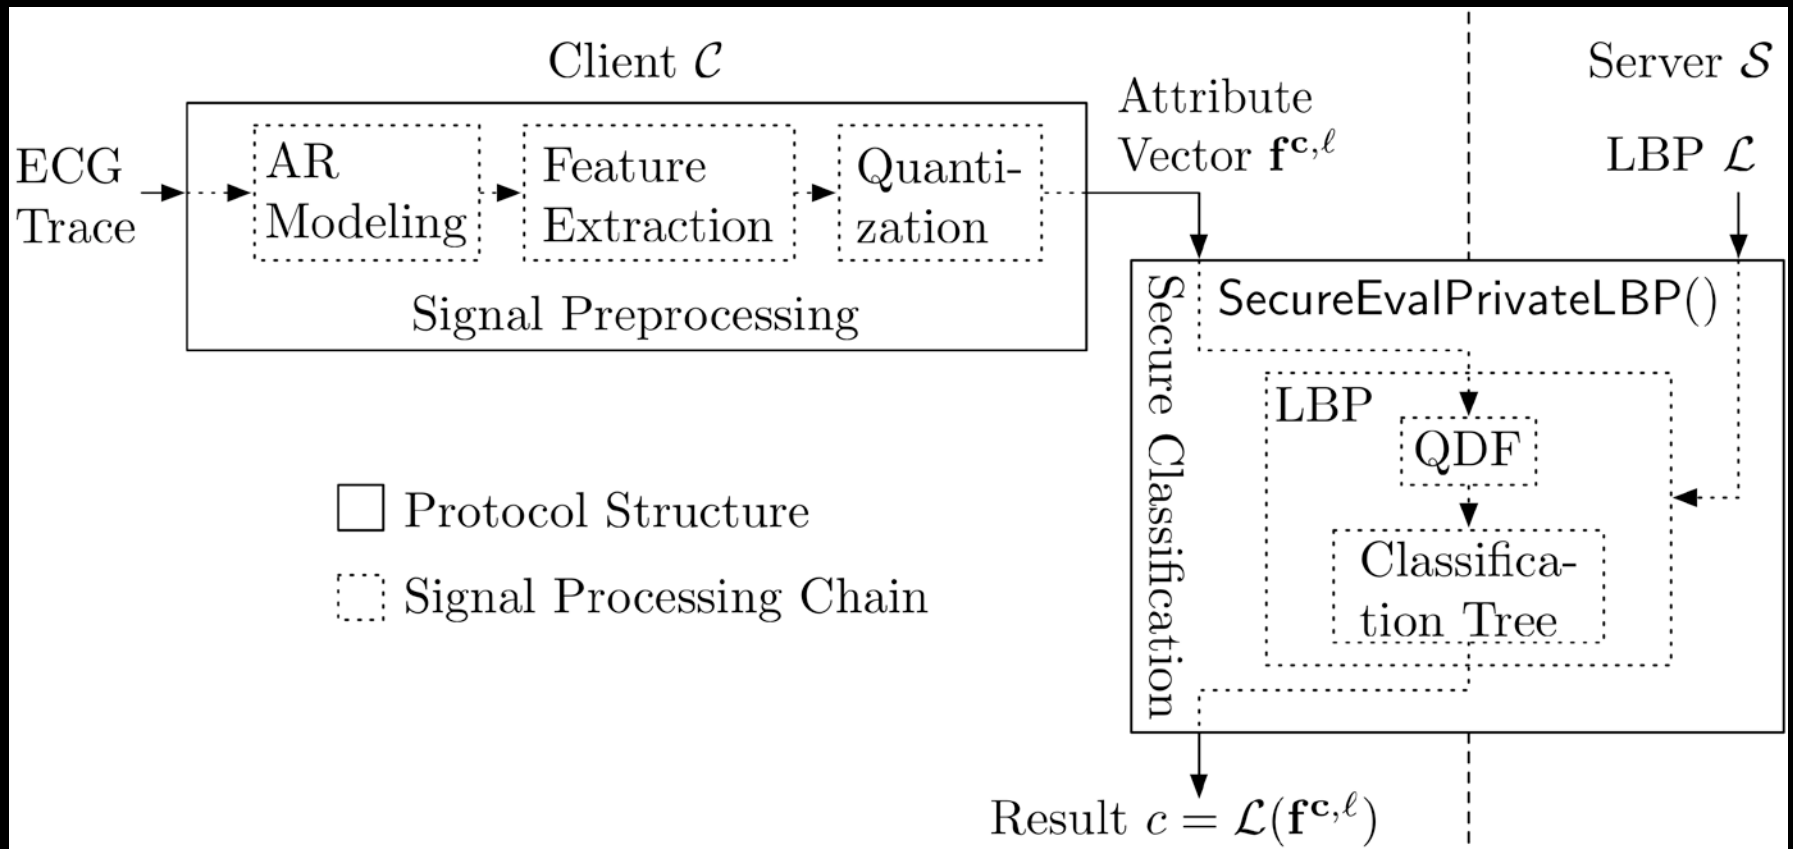 Client 𝒞
Server 𝒮
ECG
Trace
AR
Modeling
Feature
Extraction
Quanti-
zation
Signal Preprocessing
Attribute
Vector f^{c,ℓ}
LBP ℒ
Secure Classification
SecureEvalPrivateLBP()
LBP
QDF
Classifica-
tion Tree
Protocol Structure
Signal Processing Chain
Result c = ℒ(f^{c,ℓ})